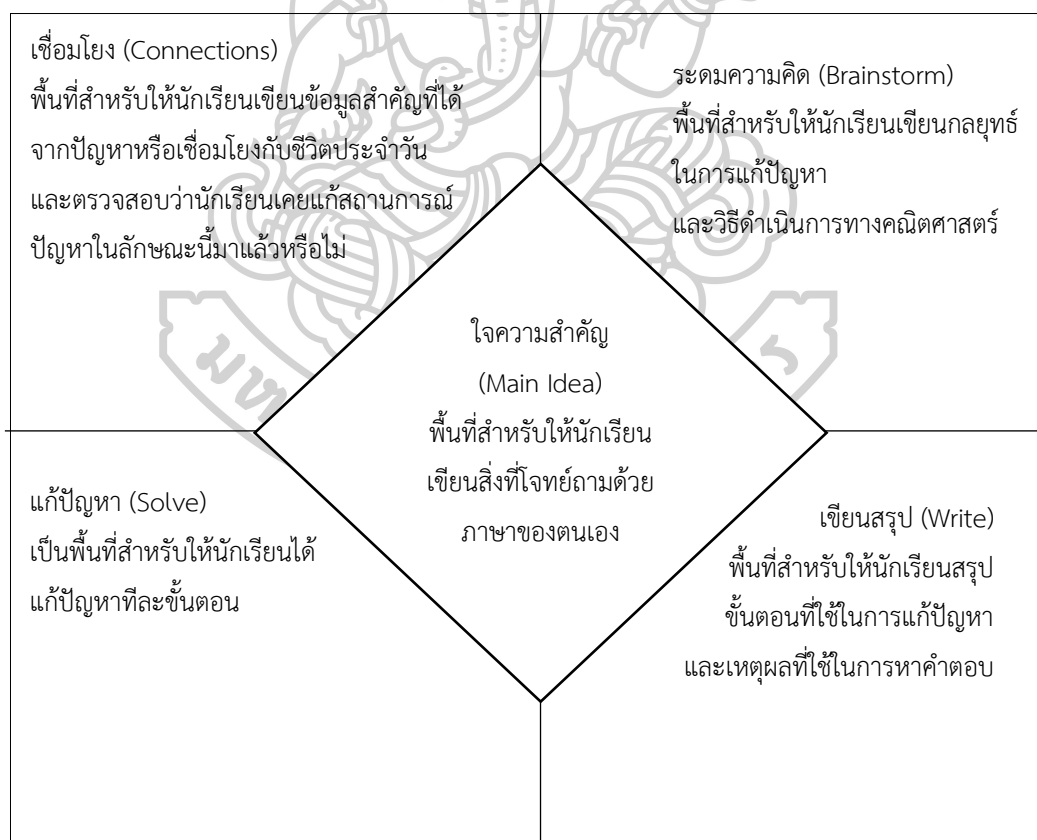 เชื่อมโยง (Connections)
พื้นที่สำหรับให้นักเรียนเขียนข้อมูลสำคัญที่ได้
จากปัญหาหรือเชื่อมโยงกับชีวิตประจำวัน
และตรวจสอบว่านักเรียนเคยแก้สถานการณ์
ปัญหาในลักษณะนี้มาแล้วหรือไม่
ระดมความคิด (Brainstorm)
พื้นที่สำหรับให้นักเรียนเขียนกลยุทธ์
ในการแก้ปัญหา
และวิธีดำเนินการทางคณิตศาสตร์
ใจความสำคัญ
(Main Idea)
พื้นที่สำหรับให้นักเรียน
เขียนสิ่งที่โจทย์ถามด้วย
ภาษาของตนเอง
แก้ปัญหา (Solve)
เป็นพื้นที่สำหรับให้นักเรียนได้
แก้ปัญหาทีละขั้นตอน
เขียนสรุป (Write)
พื้นที่สำหรับให้นักเรียนสรุป
ขั้นตอนที่ใช้ในการแก้ปัญหา
และเหตุผลที่ใช้ในการหาคำตอบ